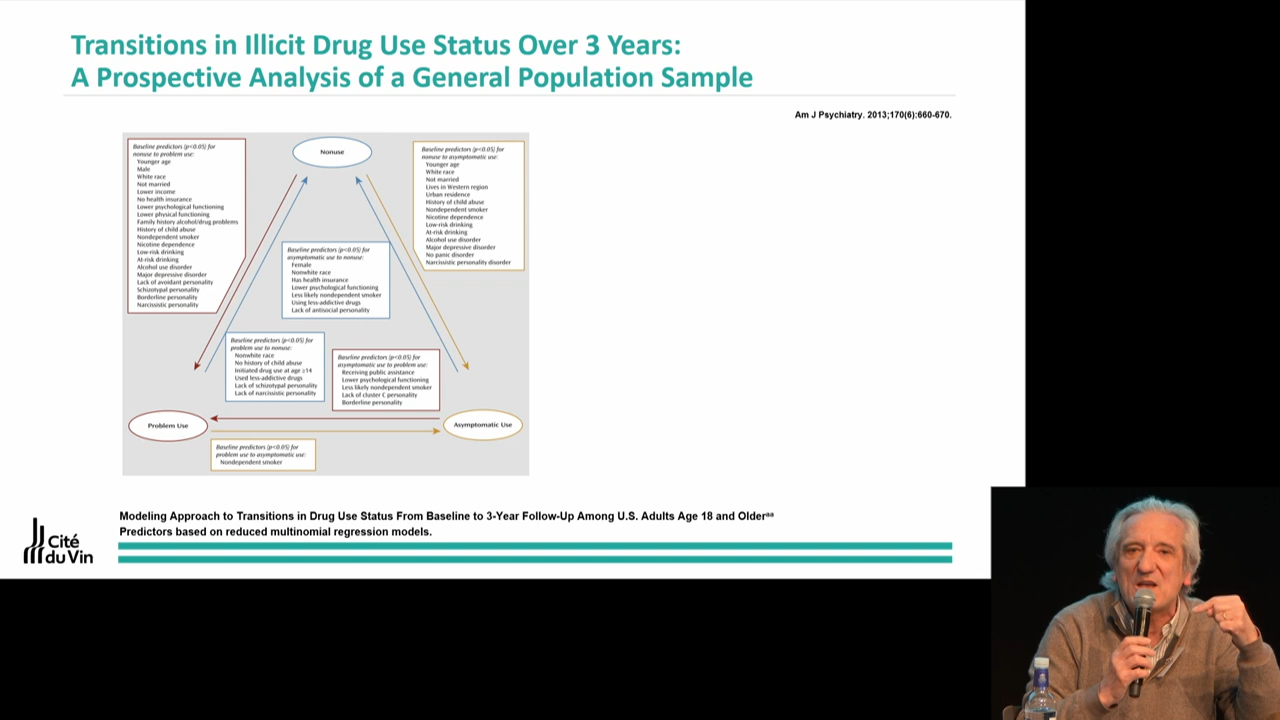 Transitions in Illicit Drug Use Status Over 3 Years:
A Prospective Analysis of a General Population Sample
Am J Psychiatry. 2013;170(6):660-670.
Baseline predictors (p<0.05) for
nonuse to problem use:
Younger age
Male
White race
Not married
Lower income
No health insurance
Lower psychological functioning
Lower physical functioning
Family history alcohol/drug problems
History of child abuse
Nondependent smoker
Nicotine dependence
Low-risk drinking
At-risk drinking
Alcohol use disorder
Major depressive disorder
Lack of avoidant personality
Schizotypal personality
Borderline personality
Narcissistic personality
Nonuse
Baseline predictors (p<0.05) for
nonuse to asymptomatic use:
Younger age
White race
Not married
Lives in Western region
Urban residence
History of child abuse
Nondependent smoker
Nicotine dependence
Low-risk drinking
At-risk drinking
Alcohol use disorder
Major depressive disorder
No panic disorder
Narcissistic personality disorder
Baseline predictors (p<0.05) for
asymptomatic use to nonuse:
Female
Nonwhite race
Has health insurance
Lower psychological functioning
Less likely nondependent smoker
Using less-addictive drugs
Lack of antisocial personality
Baseline predictors (p<0.05) for
problem use to nonuse:
Nonwhite race
No history of child abuse
Initiated drug use at age ≥14
Used less-addictive drugs
Lack of schizotypal personality
Lack of narcissistic personality
Baseline predictors (p<0.05) for
asymptomatic use to problem use:
Receiving public assistance
Lower psychological functioning
Less likely nondependent smoker
Lack of cluster C personality
Borderline personality
Problem Use
Asymptomatic Use
Baseline predictors (p<0.05) for
problem use to asymptomatic use:
Nondependent smoker
Modeling Approach to Transitions in Drug Use Status From Baseline to 3-Year Follow-Up Among U.S. Adults Age 18 and Olderªª
Predictors based on reduced multinomial regression models.
Cité
du Vin